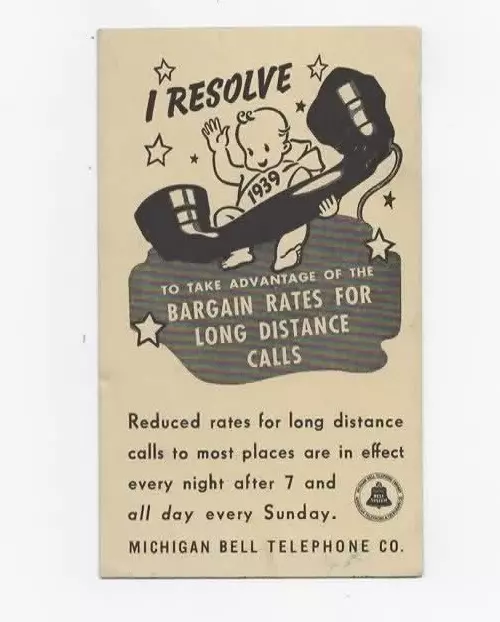 I RESOLVE
1939
TO TAKE ADVANTAGE OF THE
BARGAIN RATES FOR
LONG DISTANCE
CALLS
Reduced rates for long distance
calls to most places are in effect
every night after 7 and
all day every Sunday.
MICHIGAN BELL TELEPHONE CO.
BELL
SYSTEM